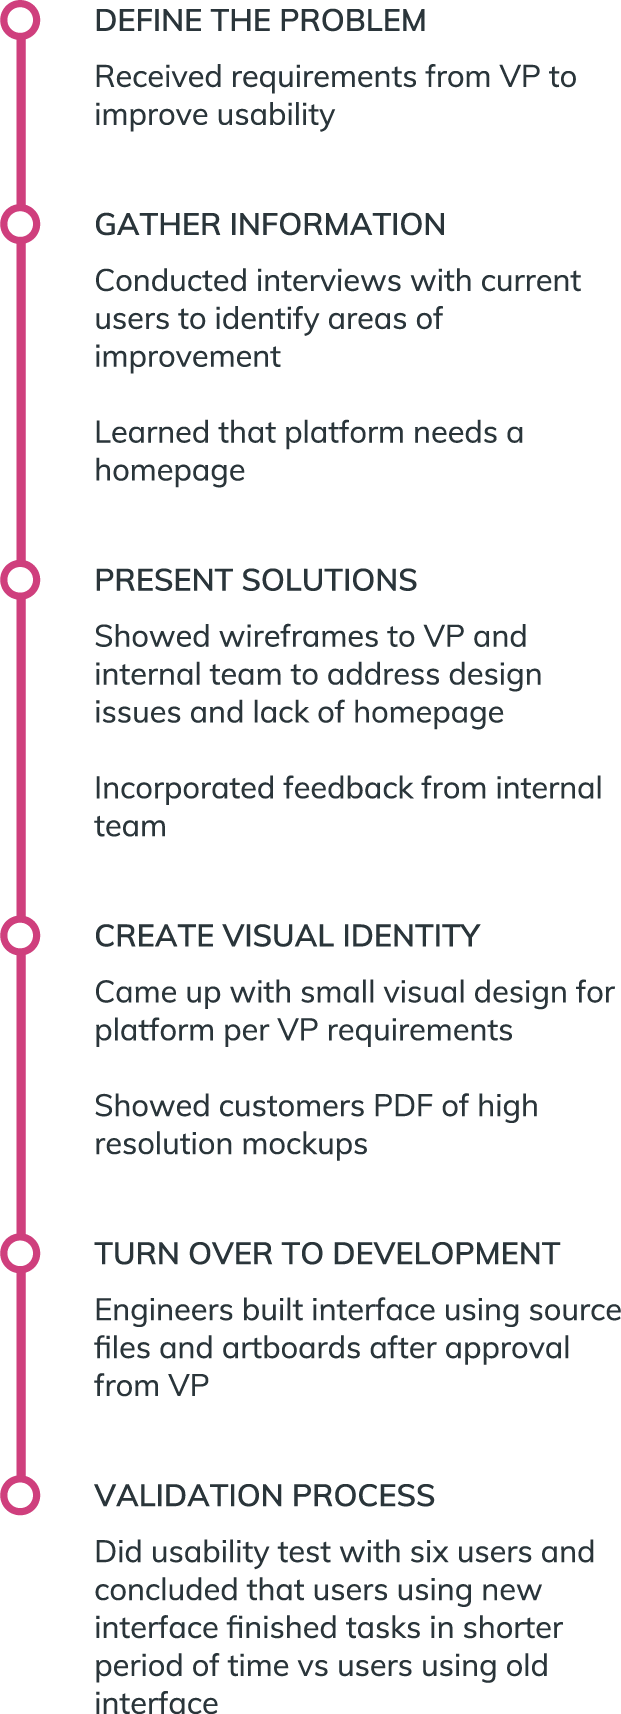 DEFINE THE PROBLEM
Received requirements from VP to
improve usability
GATHER INFORMATION
Conducted interviews with current
users to identify areas of
improvement
Learned that platform needs a
homepage
PRESENT SOLUTIONS
Showed wireframes to VP and
internal team to address design
issues and lack of homepage
Incorporated feedback from internal
team
CREATE VISUAL IDENTITY
Came up with small visual design for
platform per VP requirements
Showed customers PDF of high
resolution mockups
TURN OVER TO DEVELOPMENT
Engineers built interface using source
files and artboards after approval
from VP
VALIDATION PROCESS
Did usability test with six users and
concluded that users using new
interface finished tasks in shorter
period of time vs users using old
interface